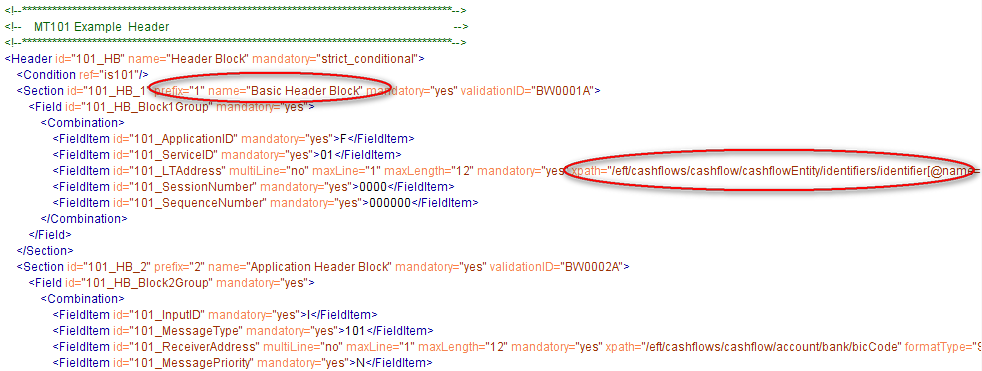 <!--******************************************************************************************-->
<!-- MT101 Example Header -->
<!--******************************************************************************************-->
<Header id="101_HB" name="Header Block" mandatory="strict_conditional">
<Condition ref="is101"/>
<Section id="101_HB_1" prefix="1" name="Basic Header Block" mandatory="yes" validationID="BW0001A">
<Field id="101_HB_Block1Group" mandatory="yes">
<Combination>
<FieldItem id="101_ApplicationID" mandatory="yes">F</FieldItem>
<FieldItem id="101_ServiceID" mandatory="yes">01</FieldItem>
<FieldItem id="101_LTAddress" multiLine="no" maxLine="1" maxLength="12" mandatory="yes" xpath="/eft/cashflows/cashflow/cashflowEntity/identifiers/identifier[@name=
<FieldItem id="101_SessionNumber" mandatory="yes">0000</FieldItem>
<FieldItem id="101_SequenceNumber" mandatory="yes">000000</FieldItem>
</Combination>
</Field>
</Section>
<Section id="101_HB_2" prefix="2" name="Application Header Block" mandatory="yes" validationID="BW0002A">
<Field id="101_HB_Block2Group" mandatory="yes">
<Combination>
<FieldItem id="101_InputID" mandatory="yes">I</FieldItem>
<FieldItem id="101_MessageType" mandatory="yes">101</FieldItem>
<FieldItem id="101_ReceiverAddress" multiLine="no" maxLine="1" maxLength="12" mandatory="yes" xpath="/eft/cashflows/cashflow/account/bank/bicCode" formatType="S
<FieldItem id="101_MessagePriority" mandatory="yes">N</FieldItem>